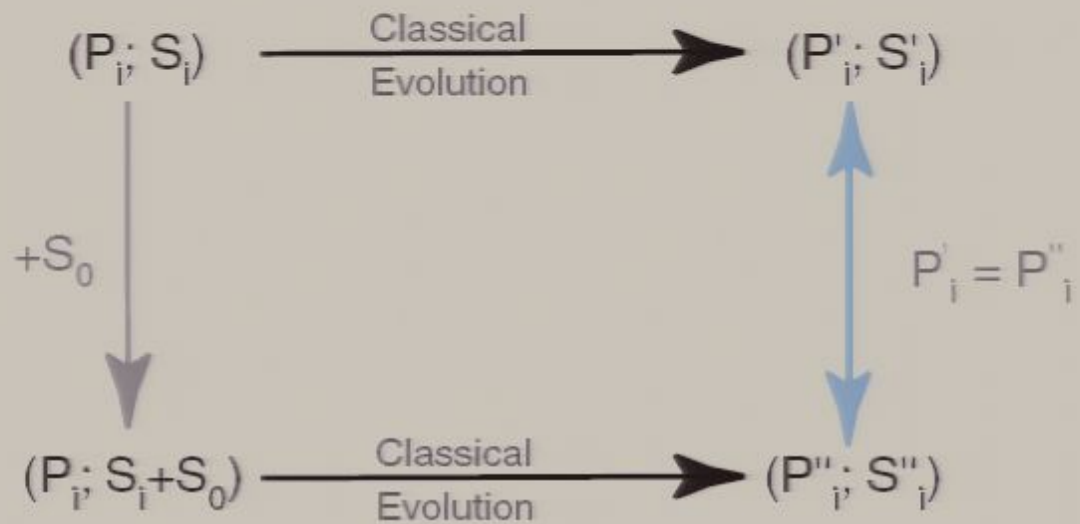 (Pᵢ; Sᵢ) Classical Evolution (P'ᵢ; S'ᵢ)
+S₀ P'ᵢ = P''ᵢ
(Pᵢ; Sᵢ+S₀) Classical Evolution (P''ᵢ; S''ᵢ)